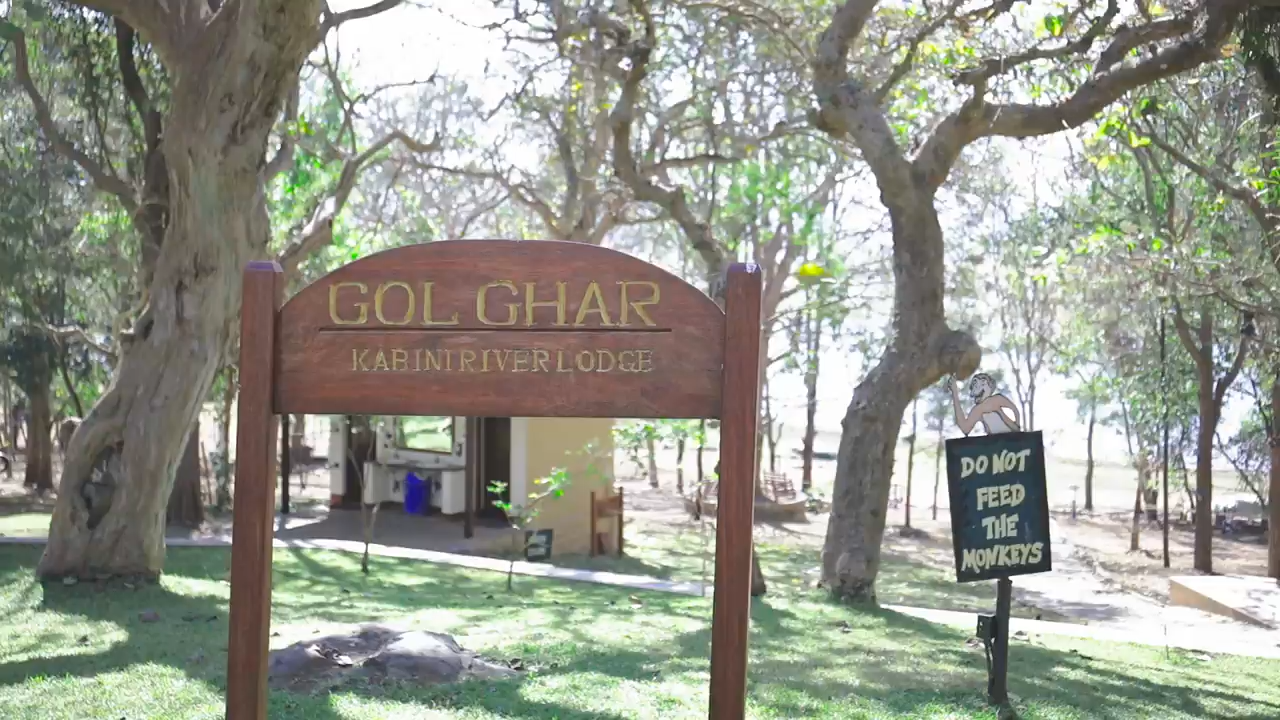 GOL GHAR
KABINI RIVER LODGE
DO NOT
FEED
THE
MONKEYS